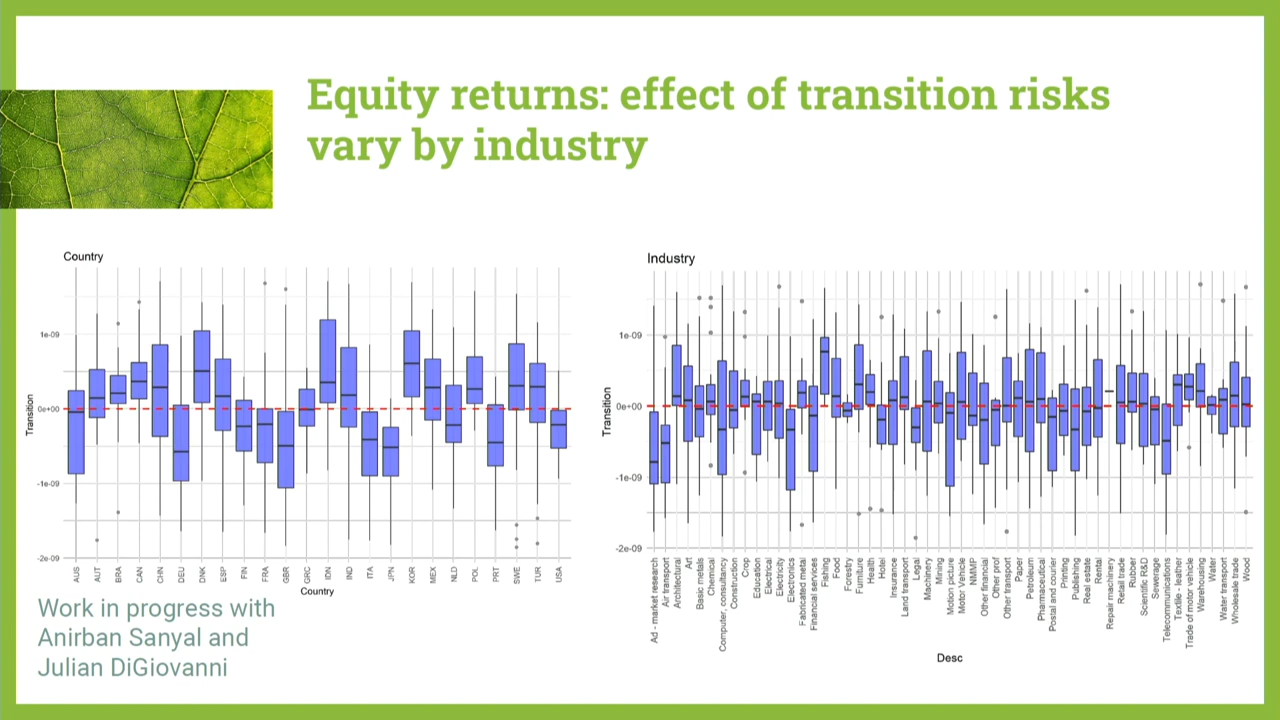 Equity returns: effect of transition risks
vary by industry
Country
Transition
1e-09
0e+00
-1e-09
-2e-09
AUS
AUT
BRA
CAN
CHN
DEU
DNK
ESP
FIN
FRA
GBR
GRC
IDN
IND
ITA
JPN
KOR
MEX
NLD
POL
PRT
SWE
TUR
USA
Country
Industry
Transition
1e-09
0e+00
-1e-09
-2e-09
Ad - market research
Air transport
Architectural
Art
Basic metals
Chemical
Computer, consultancy
Construction
Crop
Education
Electrical
Electricity
Electronics
Fabricated metal
Financial services
Fishing
Food
Forestry
Furniture
Health
Hotel
Insurance
Land transport
Legal
Machinery
Mining
Motion picture
Motor Vehicle
NMMP
Other financial
Other prof
Other transport
Paper
Petroleum
Pharmaceutical
Postal and courier
Printing
Publishing
Real estate
Rental
Repair machinery
Retail trade
Rubber
Scientific R&D
Sewerage
Telecommunications
Textile - leather
Trade of motor vehicle
Warehousing
Water
Water transport
Wholesale trade
Wood
Desc
Work in progress with
Anirban Sanyal and
Julian DiGiovanni